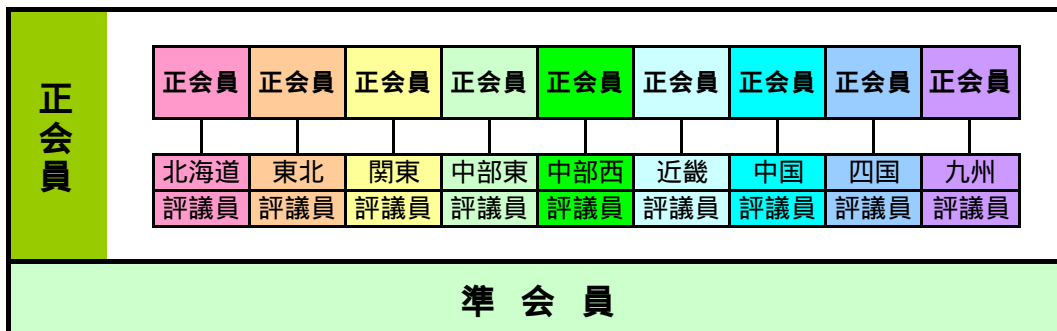 正会員
正会員 正会員 正会員 正会員 正会員 正会員 正会員 正会員 正会員
北海道 東北 関東 中部東 中部西 近畿 中国 四国 九州
評議員 評議員 評議員 評議員 評議員 評議員 評議員 評議員 評議員
準会員